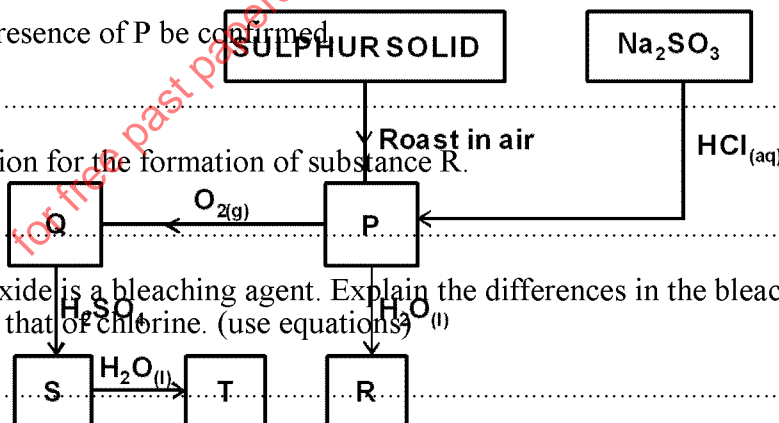 resence of P be confirmed
SULPHUR SOLID
Na₂SO₃
Roast in air
HCl(aq)
ion for the formation of substance R.
O₂(g)
Q
P
xide is a bleaching agent. Explain the differences in the bleac
H₂SO₄
that of chlorine. (use equations)
H₂O(l)
H₂O(l)
S
T
R
for free past papers